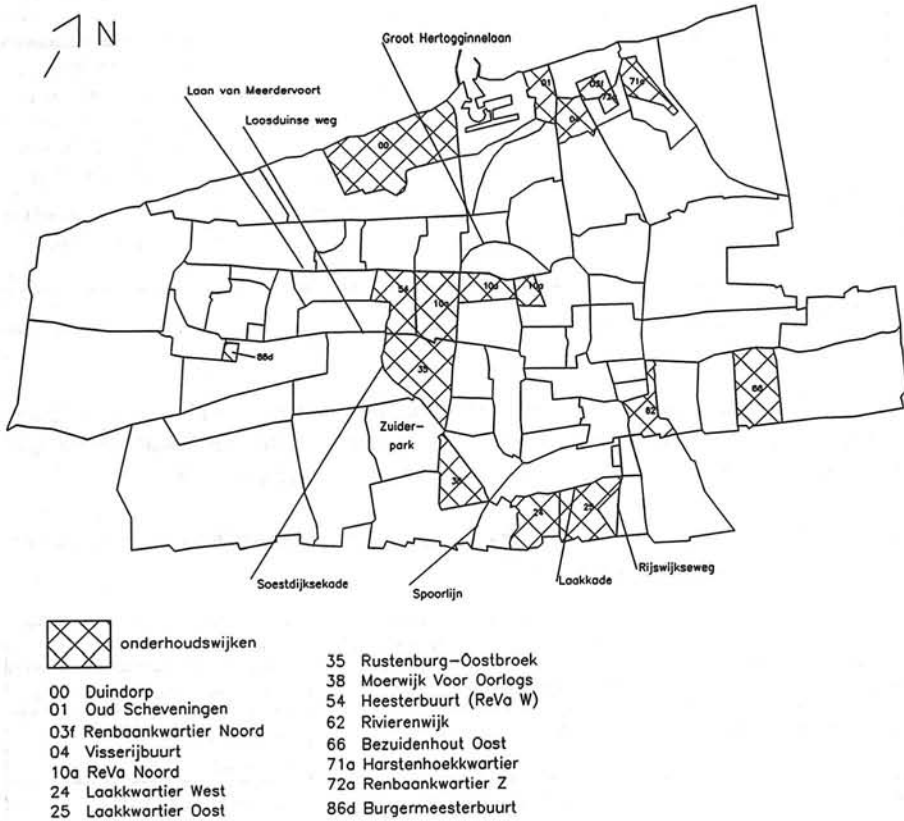 N
Groot Hertogginnelaan
Laan van Meerdervoort
Loosduinse weg
01
03f
72a
71a
04
00
54
10a
10a
10a
86d
35
66
62
Zuider-
park
38
24
25
Soestdijksekade
Spoorlijn
Laakkade
Rijswijkseweg
onderhoudswijken
00 Duindorp
01 Oud Scheveningen
03f Renbaankwartier Noord
04 Visserijbuurt
10a ReVa Noord
24 Laakkwartier West
25 Laakkwartier Oost
35 Rustenburg-Oostbroek
38 Moerwijk Voor Oorlogs
54 Heesterbuurt (ReVa W)
62 Rivierenwijk
66 Bezuidenhout Oost
71a Harstenhoekkwartier
72a Renbaankwartier Z
86d Burgermeesterbuurt